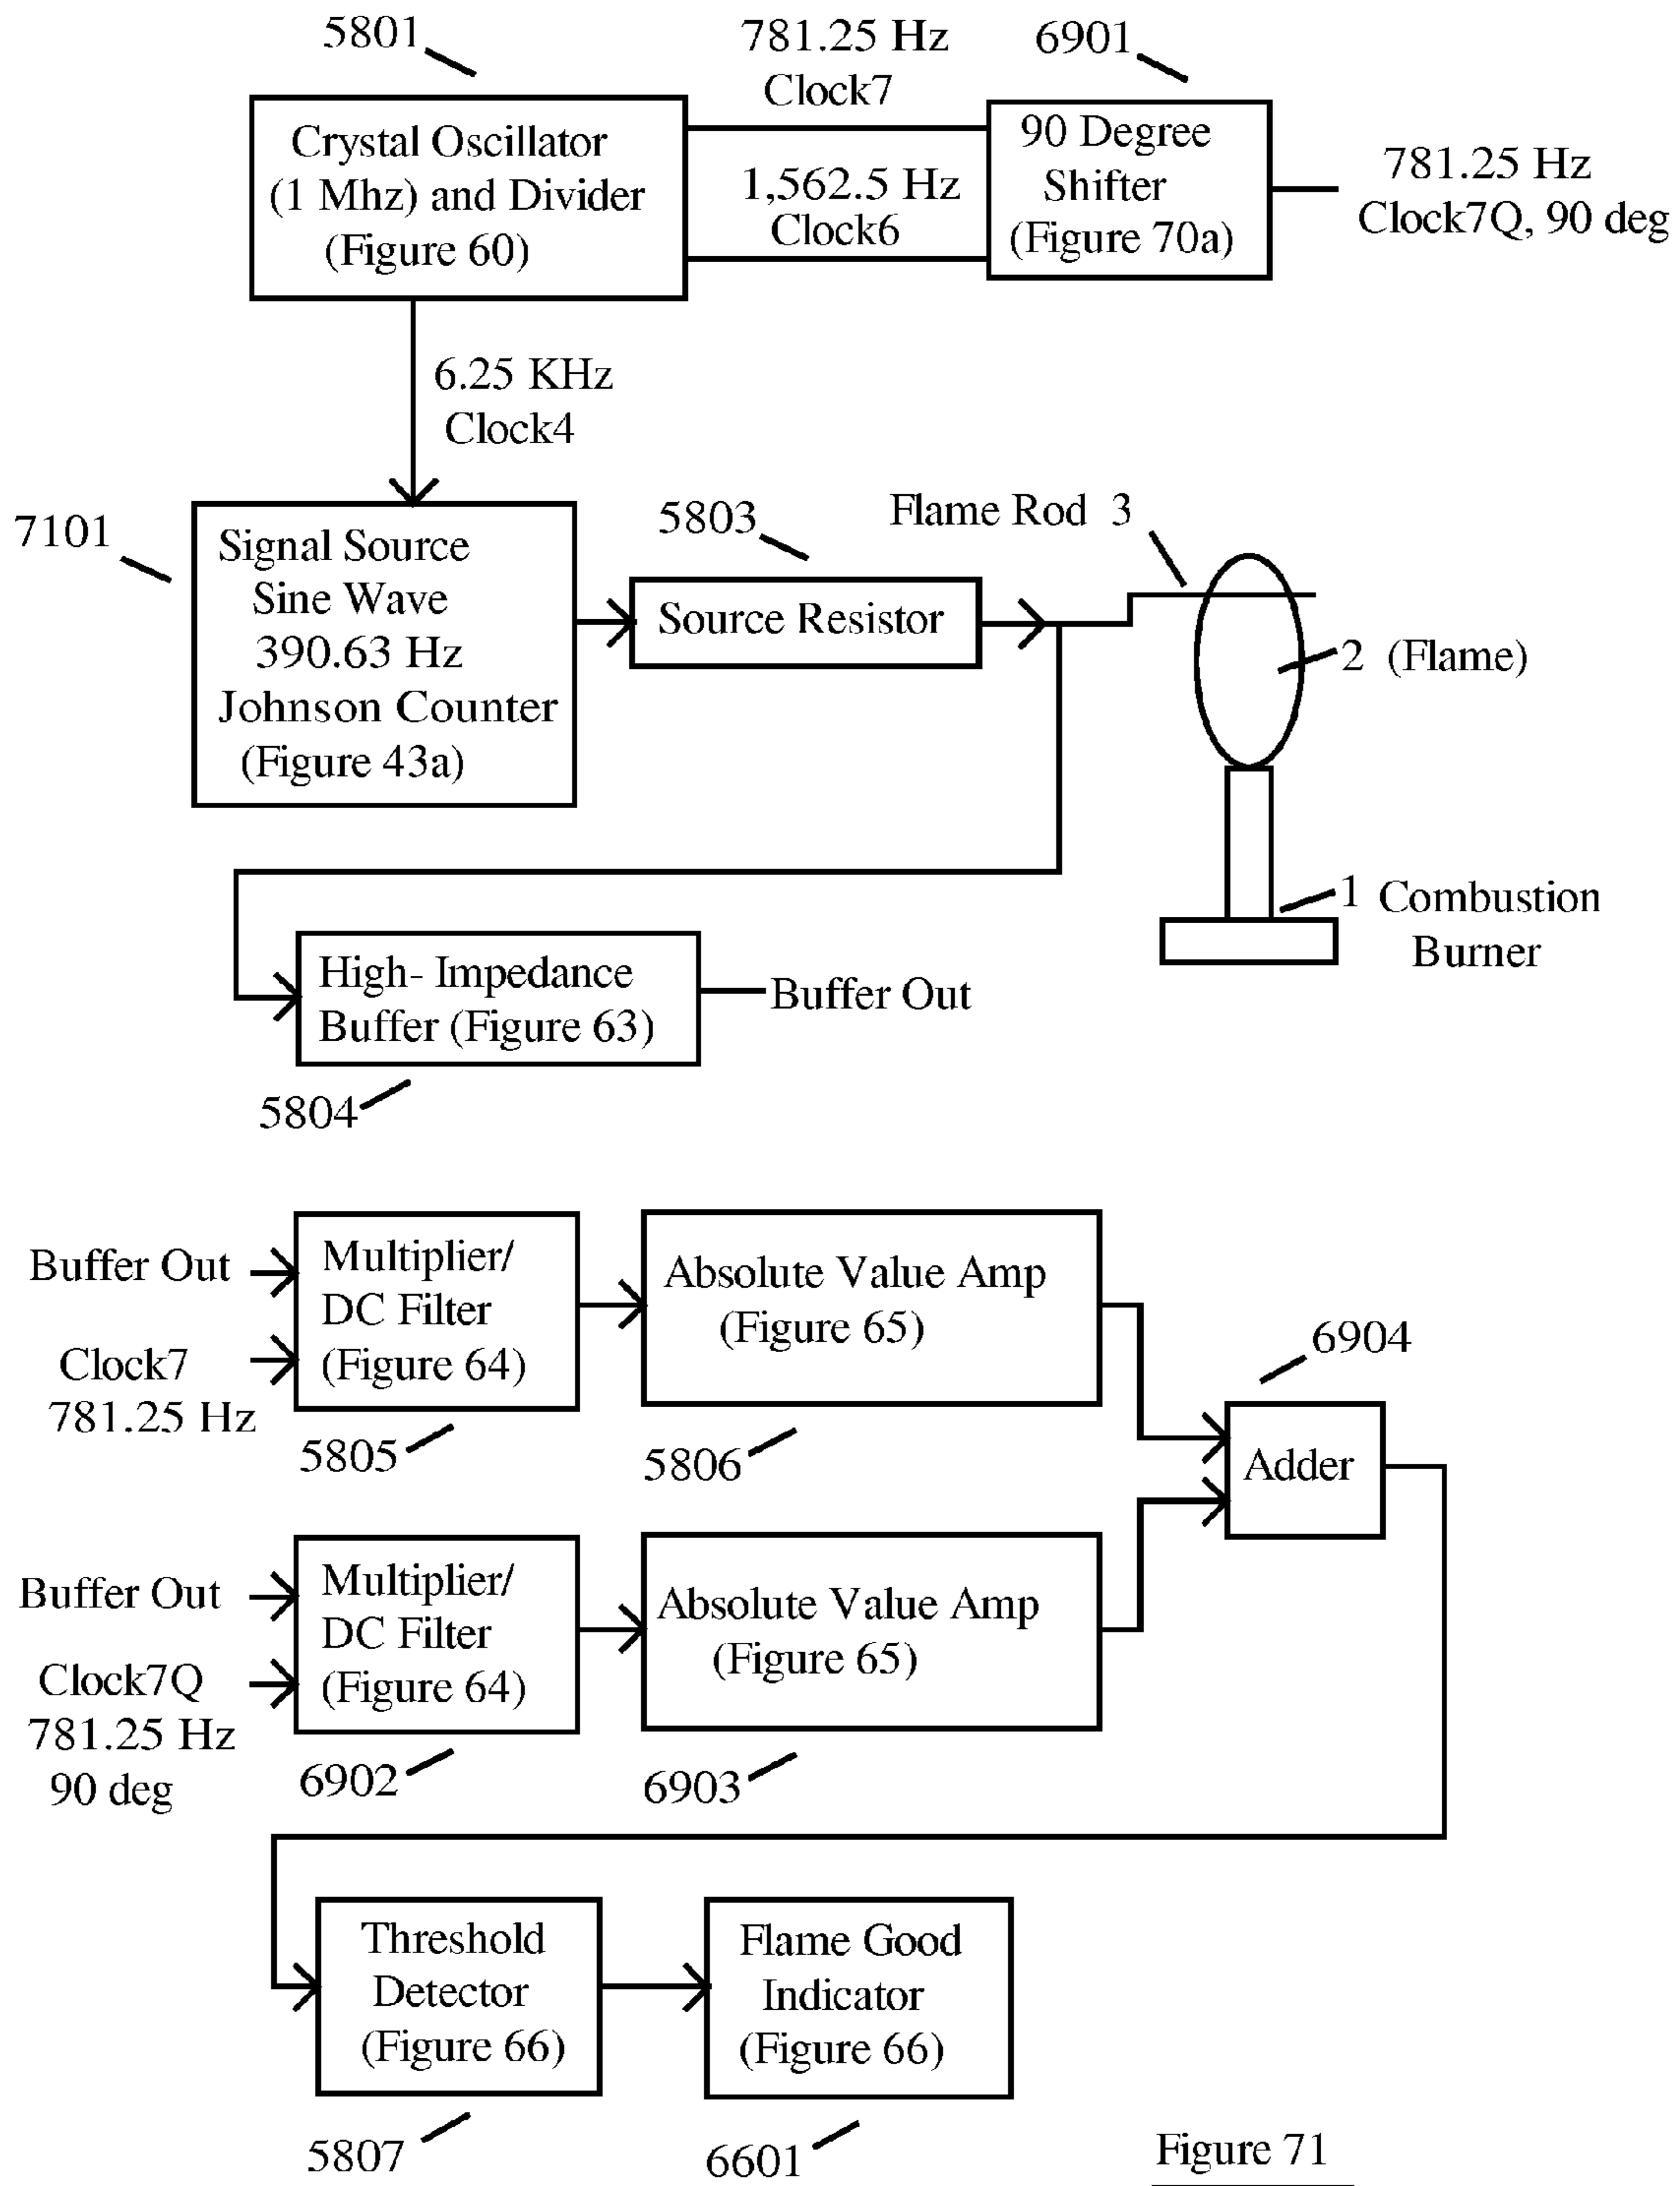 5801
781.25 Hz
Clock7
6901
Crystal Oscillator
(1 Mhz) and Divider
(Figure 60)
1,562.5 Hz
Clock6
90 Degree
Shifter
(Figure 70a)
781.25 Hz
Clock7Q, 90 deg
6.25 KHz
Clock4
7101
Signal Source
Sine Wave
390.63 Hz
Johnson Counter
(Figure 43a)
5803
Source Resistor
Flame Rod 3
2 (Flame)
1 Combustion
Burner
High- Impedance
Buffer (Figure 63)
Buffer Out
5804
Buffer Out
Clock7
781.25 Hz
Multiplier/
DC Filter
(Figure 64)
5805
Absolute Value Amp
(Figure 65)
5806
6904
Adder
Buffer Out
Clock7Q
781.25 Hz
90 deg
Multiplier/
DC Filter
(Figure 64)
6902
Absolute Value Amp
(Figure 65)
6903
Threshold
Detector
(Figure 66)
5807
Flame Good
Indicator
(Figure 66)
6601
Figure 71